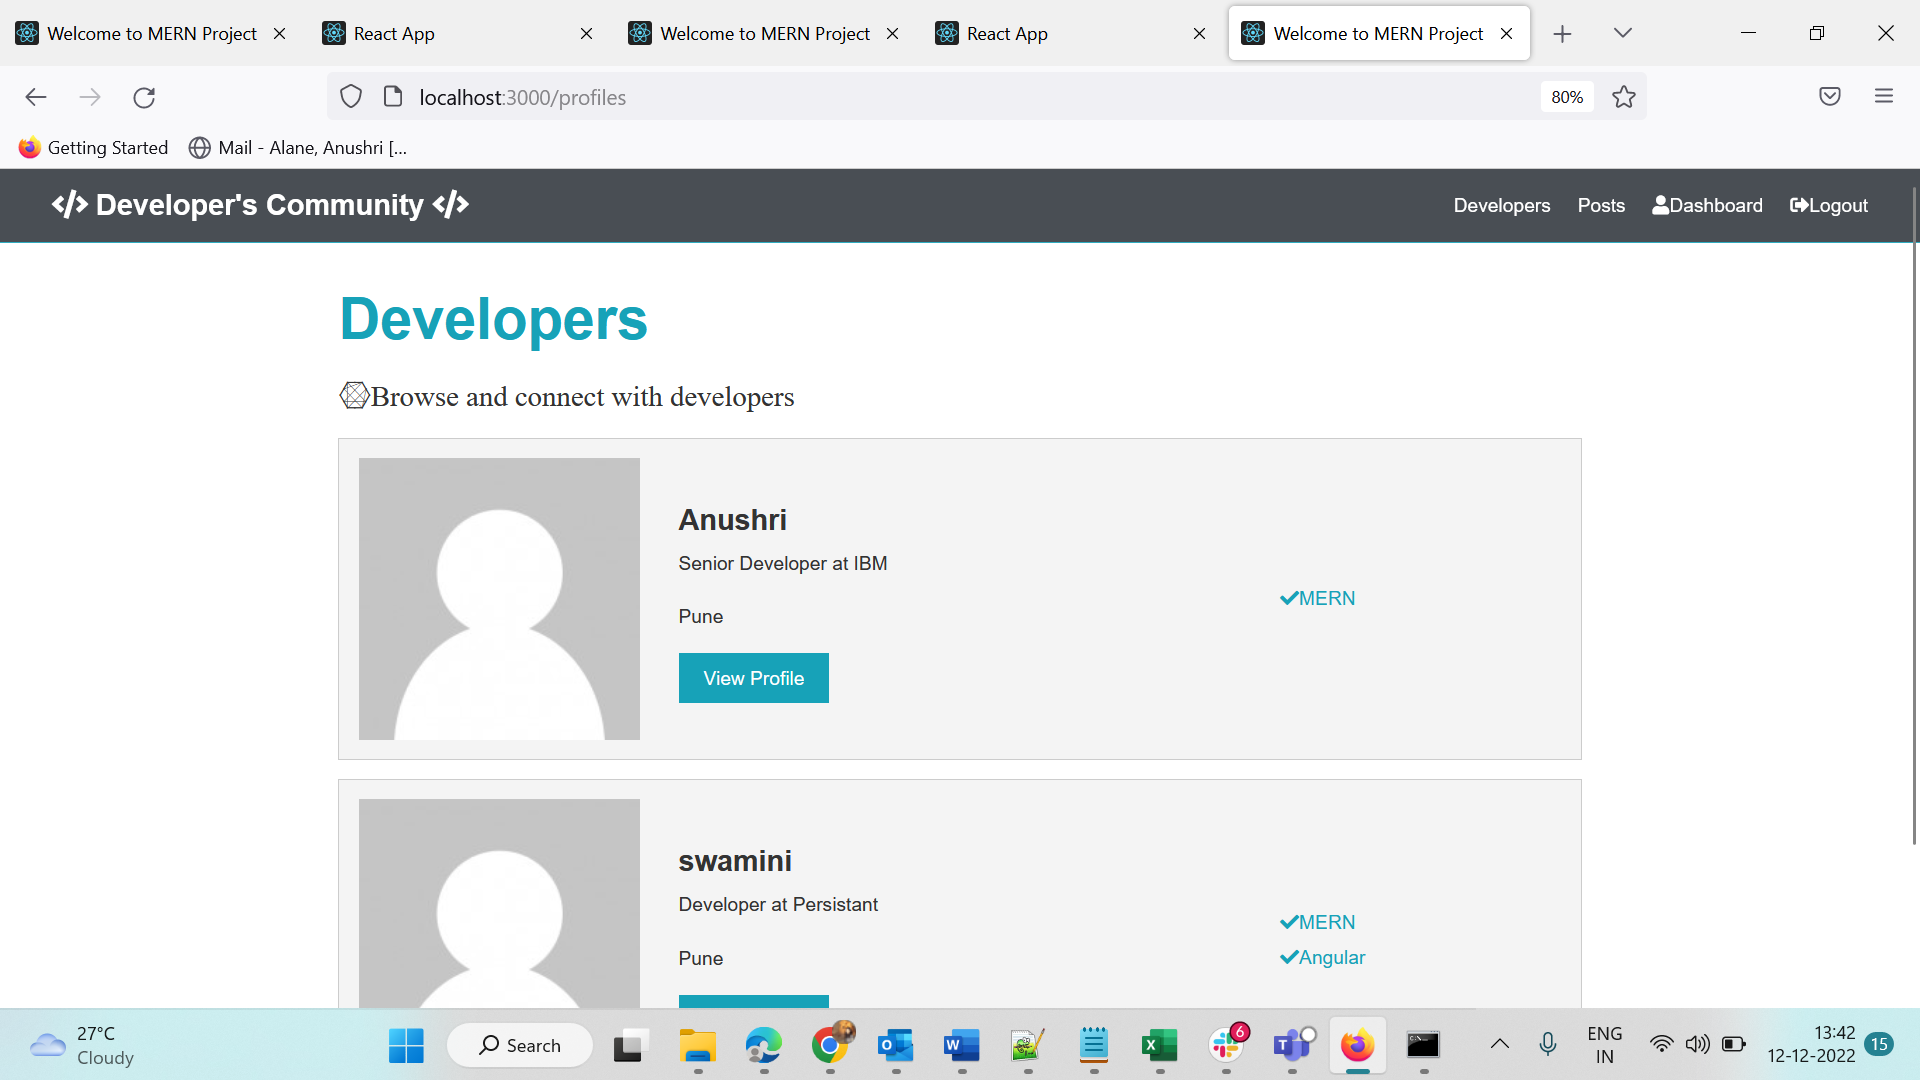 Welcome to MERN Project
React App
Welcome to MERN Project
React App
Welcome to MERN Project
localhost:3000/profiles
80%
Getting Started
Mail - Alane, Anushri [...
</> Developer's Community </>
Developers
Posts
Dashboard
Logout
Developers
Browse and connect with developers
Anushri
Senior Developer at IBM
MERN
Pune
View Profile
swamini
Developer at Persistant
MERN
Pune
Angular
27°C
Cloudy
Search
6
ENG
IN
13:42
12-12-2022
15